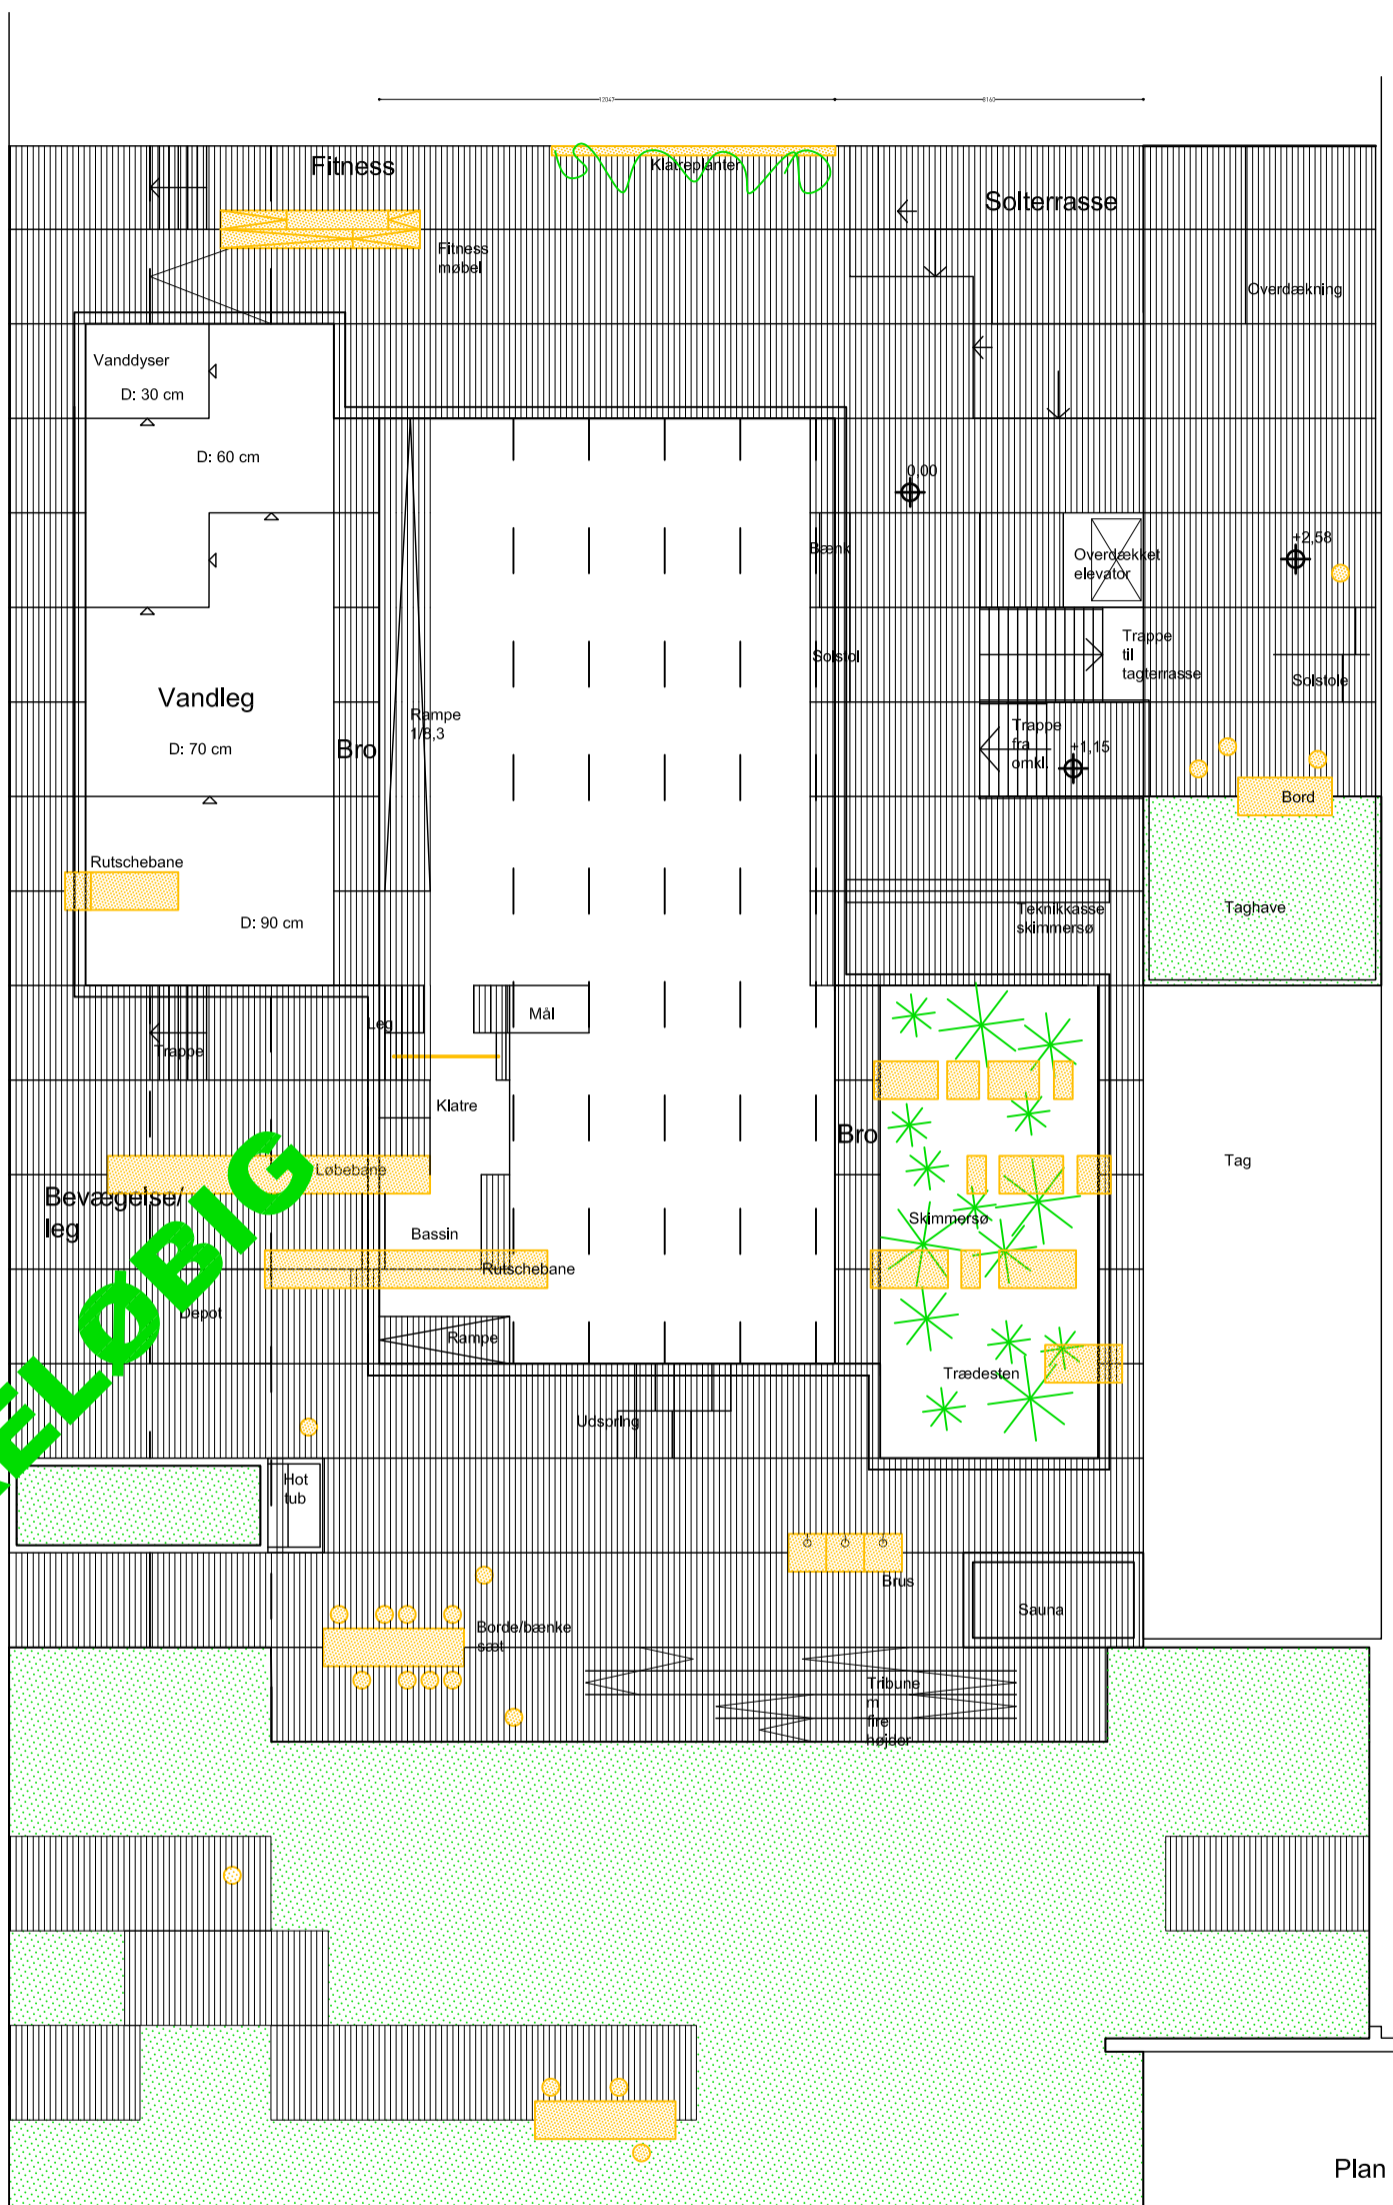 12047
8160
Fitness
Klatreplanter
Solterrasse
Fitness
møbel
Overdækning
Vanddyser
D: 30 cm
D: 60 cm
0.00
Bænk
Overdækket
elevator
+2,58
Trappe
til
tagterrasse
Solstol
Solstole
Vandleg
Rampe
1/8,3
Bro
D: 70 cm
Trappe
fra
omkl.
+1,15
Bord
Rutschebane
D: 90 cm
Teknikkasse
skimmersø
Taghave
Leg
Mål
Trappe
Klatre
Bro
Tag
Løbebane
Bevægelse/
leg
Skimmersø
Bassin
Rutschebane
Depot
Rampe
Trædesten
ELØBIG
Udspring
Hot
tub
Brus
Sauna
Borde/bænke
sæt
Tribune
m
fire
højder
Plan